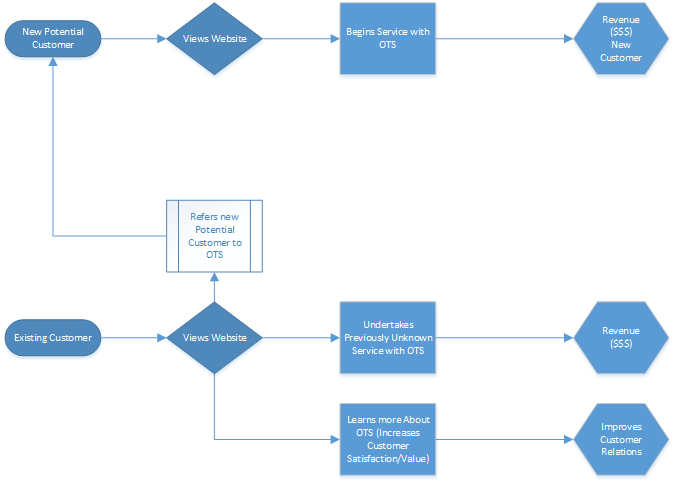 New Potential
Customer
Views Website
Begins Service with
OTS
Revenue
($$$)
New
Customer
Refers new
Potential
Customer to
OTS
Existing Customer
Views Website
Undertakes
Previously Unknown
Service with OTS
Revenue
($$$)
Learns more About
OTS (Increases
Customer
Satisfaction/Value)
Improves
Customer
Relations